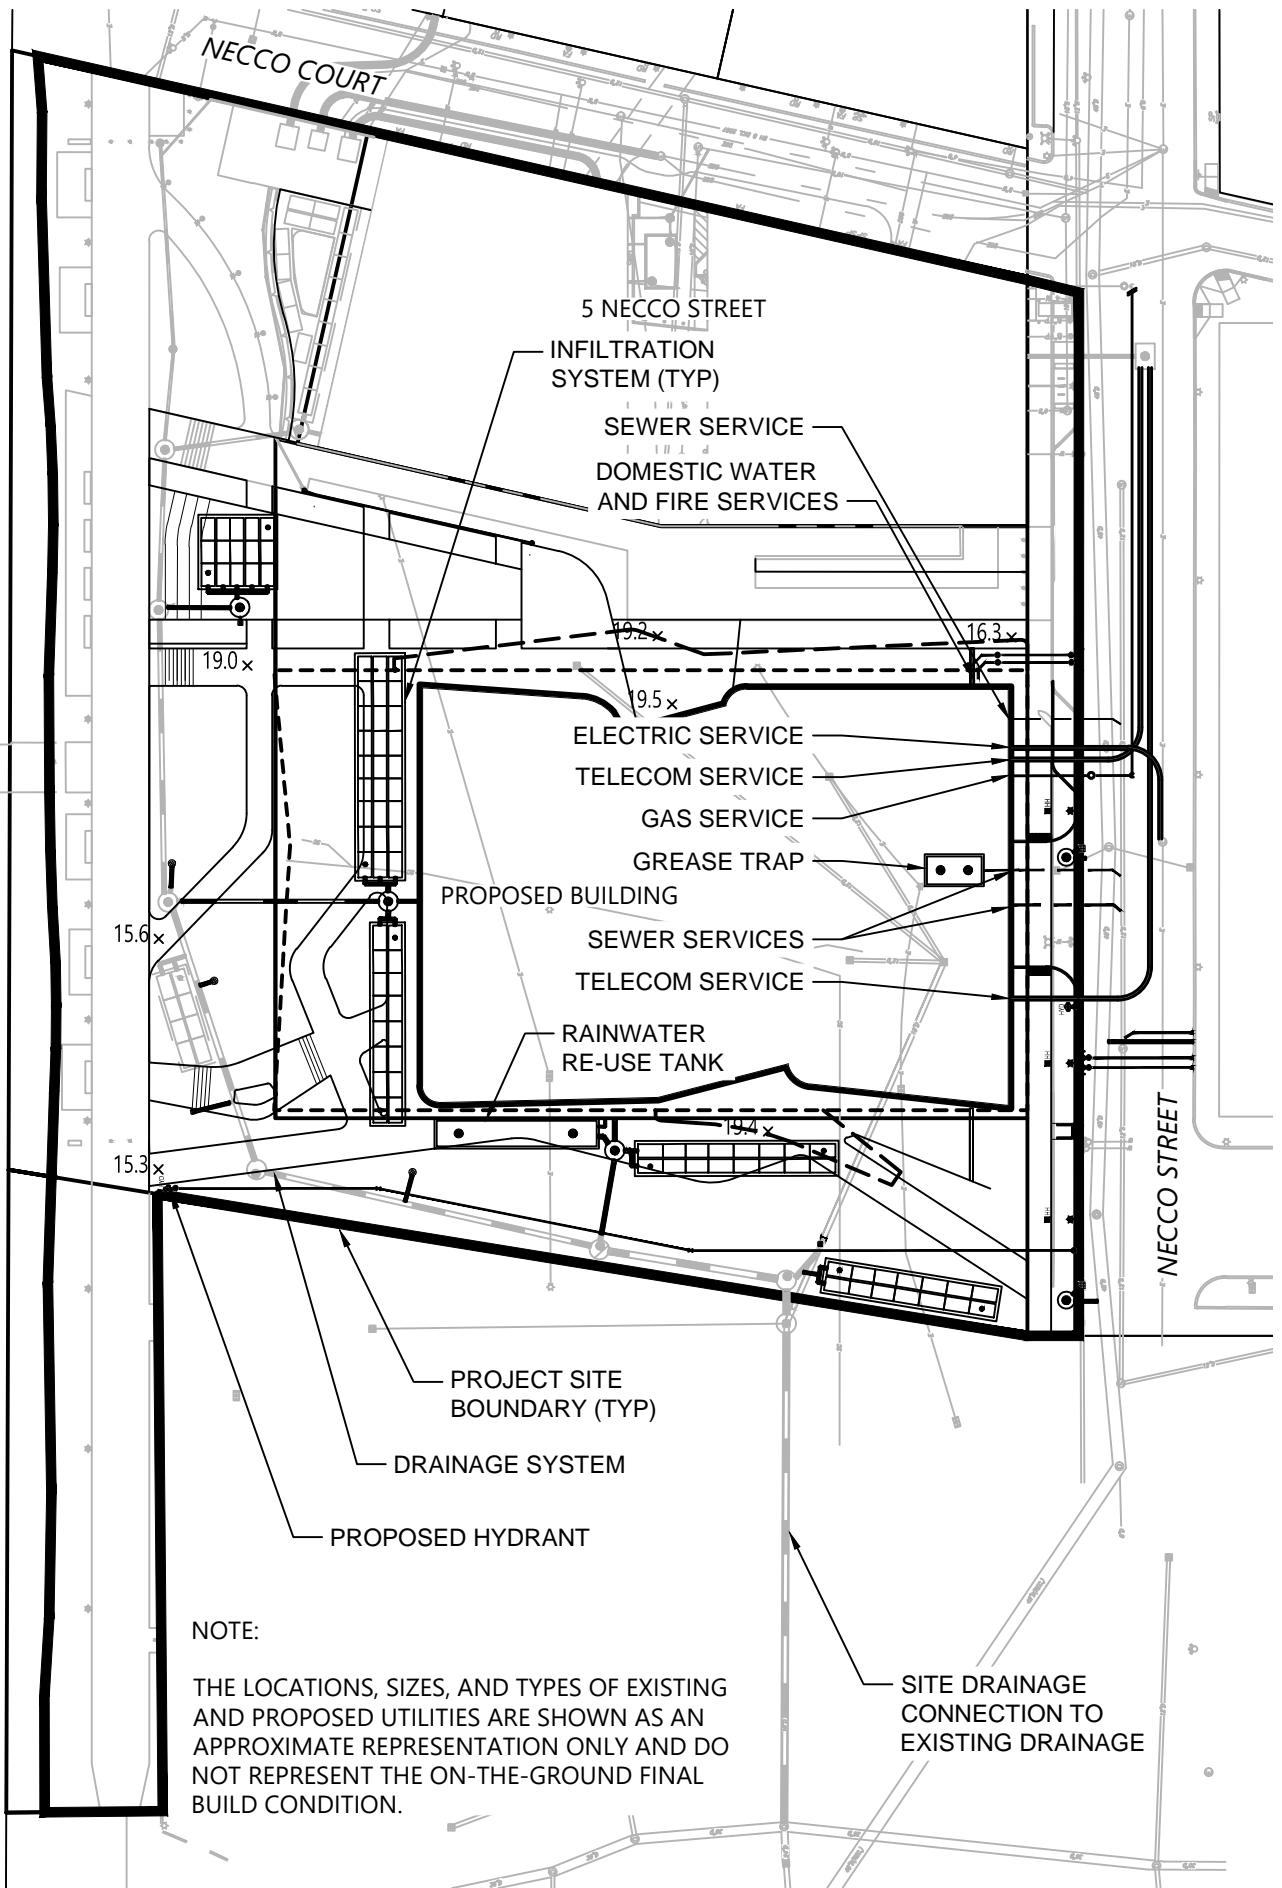 NECCO COURT
5 NECCO STREET
INFILTRATION
SYSTEM (TYP)
SEWER SERVICE
DOMESTIC WATER
AND FIRE SERVICES
19.2
16.3
19.0
19.5
ELECTRIC SERVICE
TELECOM SERVICE
GAS SERVICE
GREASE TRAP
PROPOSED BUILDING
15.6
SEWER SERVICES
TELECOM SERVICE
RAINWATER
RE-USE TANK
19.4
NECCO STREET
15.3
PROJECT SITE
BOUNDARY (TYP)
DRAINAGE SYSTEM
PROPOSED HYDRANT
NOTE:
THE LOCATIONS, SIZES, AND TYPES OF EXISTING
AND PROPOSED UTILITIES ARE SHOWN AS AN
APPROXIMATE REPRESENTATION ONLY AND DO
NOT REPRESENT THE ON-THE-GROUND FINAL
BUILD CONDITION.
SITE DRAINAGE
CONNECTION TO
EXISTING DRAINAGE